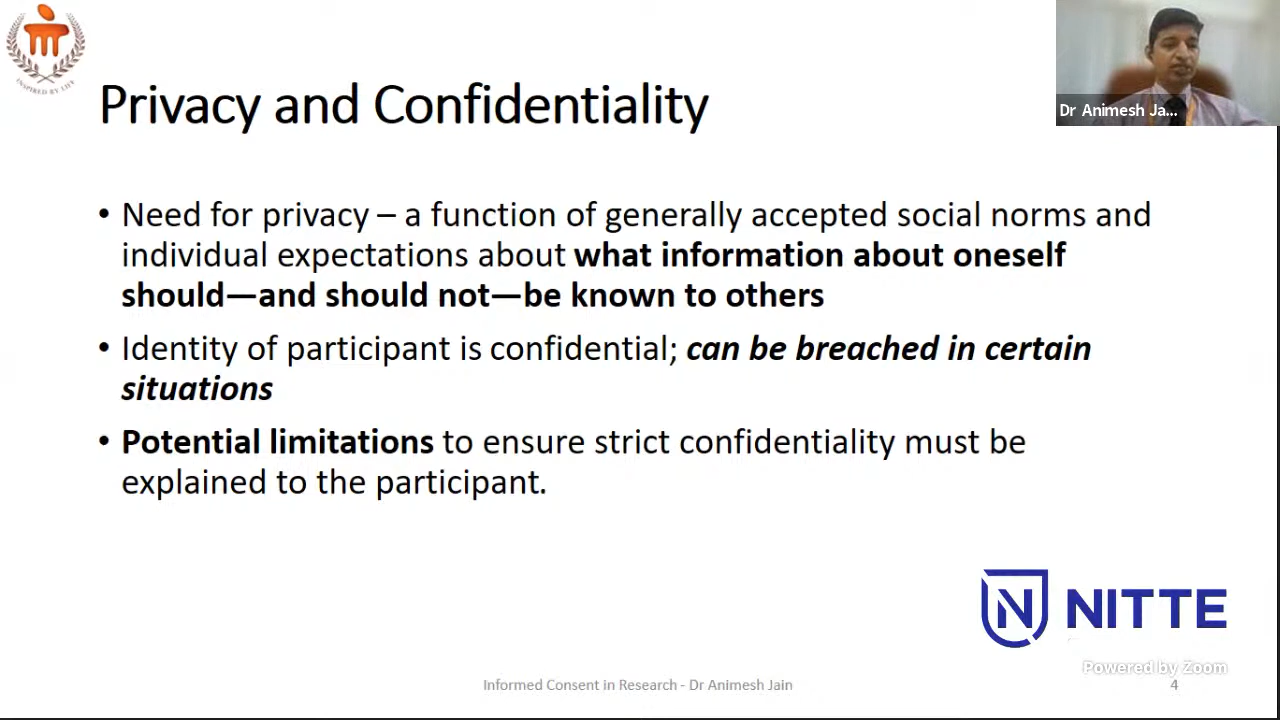 INSPIRED BY LIFE
Dr Animesh Ja...
Privacy and Confidentiality
• Need for privacy – a function of generally accepted social norms and
individual expectations about what information about oneself
should—and should not—be known to others
• Identity of participant is confidential; can be breached in certain
situations
• Potential limitations to ensure strict confidentiality must be
explained to the participant.
N NITTE
Powered by Zoom
Informed Consent in Research - Dr Animesh Jain
4